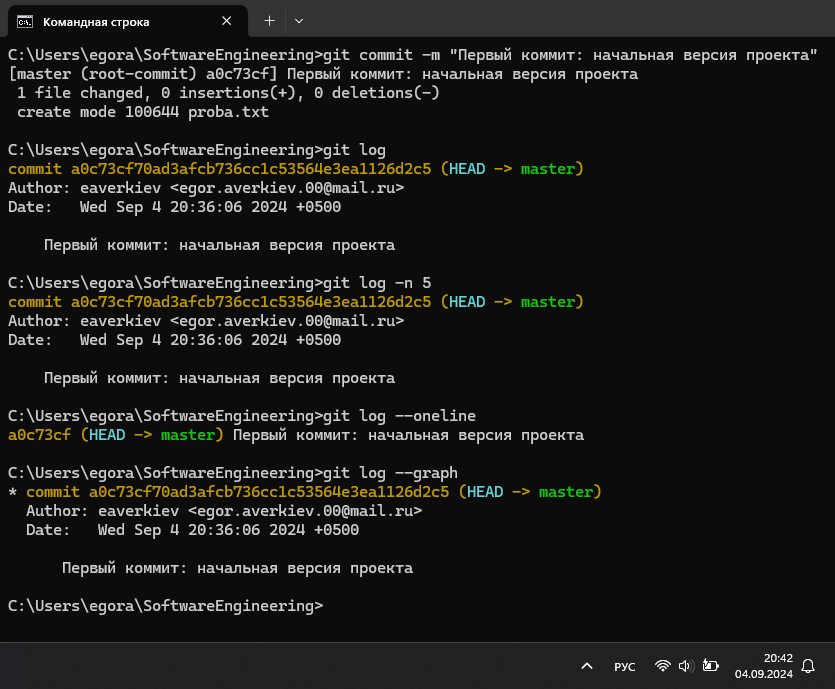 Командная строка
C:\Users\egora\SoftwareEngineering>git commit -m "Первый коммит: начальная версия проекта"
[master (root-commit) a0c73cf] Первый коммит: начальная версия проекта
 1 file changed, 0 insertions(+), 0 deletions(-)
 create mode 100644 proba.txt
C:\Users\egora\SoftwareEngineering>git log
commit a0c73cf70ad3afcb736cc1c53564e3ea1126d2c5 (HEAD -> master)
Author: eaverkiev <egor.averkiev.00@mail.ru>
Date:   Wed Sep 4 20:36:06 2024 +0500
    Первый коммит: начальная версия проекта
C:\Users\egora\SoftwareEngineering>git log -n 5
commit a0c73cf70ad3afcb736cc1c53564e3ea1126d2c5 (HEAD -> master)
Author: eaverkiev <egor.averkiev.00@mail.ru>
Date:   Wed Sep 4 20:36:06 2024 +0500
    Первый коммит: начальная версия проекта
C:\Users\egora\SoftwareEngineering>git log --oneline
a0c73cf (HEAD -> master) Первый коммит: начальная версия проекта
C:\Users\egora\SoftwareEngineering>git log --graph
* commit a0c73cf70ad3afcb736cc1c53564e3ea1126d2c5 (HEAD -> master)
  Author: eaverkiev <egor.averkiev.00@mail.ru>
  Date:   Wed Sep 4 20:36:06 2024 +0500
      Первый коммит: начальная версия проекта
C:\Users\egora\SoftwareEngineering>
РУС
20:42
04.09.2024